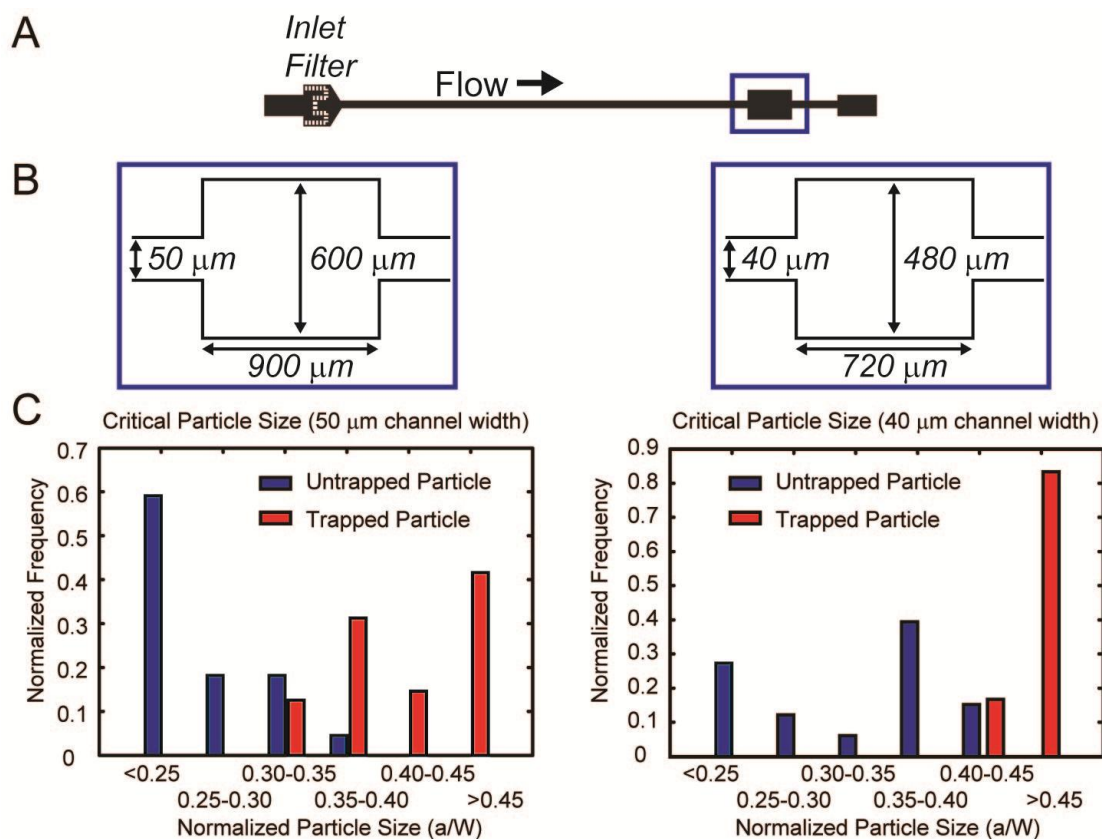 A
Inlet
Filter
Flow
B
50 μm
600 μm
900 μm
40 μm
480 μm
720 μm
C
Critical Particle Size (50 μm channel width)
Normalized Frequency
0.7
0.6
0.5
0.4
0.3
0.2
0.1
0
Untrapped Particle
Trapped Particle
<0.25
0.30-0.35
0.40-0.45
0.25-0.30
0.35-0.40
>0.45
Normalized Particle Size (a/W)
Critical Particle Size (40 μm channel width)
Normalized Frequency
0.9
0.8
0.7
0.6
0.5
0.4
0.3
0.2
0.1
0
Untrapped Particle
Trapped Particle
<0.25
0.30-0.35
0.40-0.45
0.25-0.30
0.35-0.40
>0.45
Normalized Particle Size (a/W)